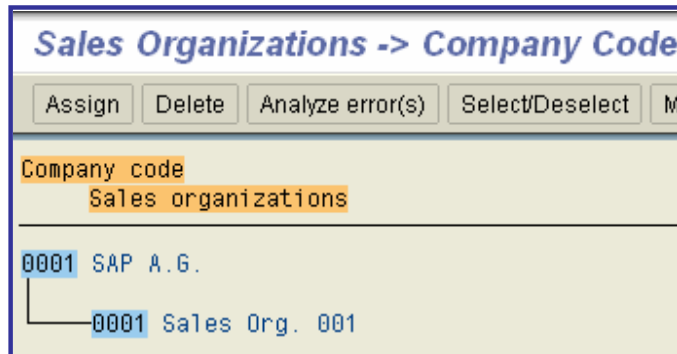 Sales Organizations -> Company Code
Assign Delete Analyze error(s) Select/Deselect M
Company code
Sales organizations
0001 SAP A.G.
0001 Sales Org. 001